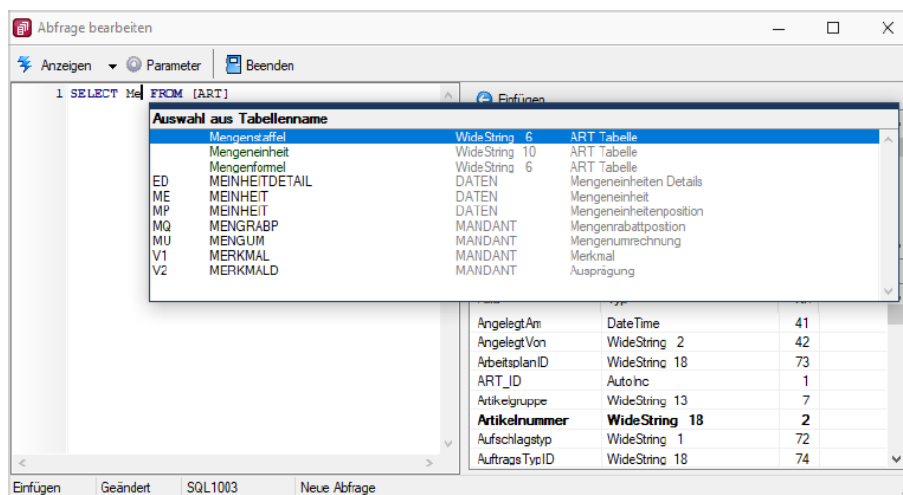 Abfrage bearbeiten
Anzeigen Parameter Beenden
1 SELECT Me FROM [ART]
Einfügen
Auswahl aus Tabellenname
Mengenstaffel WideString 6 ART Tabelle
Mengeneinheit WideString 10 ART Tabelle
Mengenformel WideString 6 ART Tabelle
ED MEINHEITDETAIL DATEN Mengeneinheiten Details
ME MEINHEIT DATEN Mengeneinheit
MP MEINHEIT DATEN Mengeneinheitenposition
MQ MENGRABP MANDANT Mengenrabattpostion
MU MENGUM MANDANT Mengenumrechnung
V1 MERKMAL MANDANT Merkmal
V2 MERKMALD MANDANT Ausprägung
AngelegtAm DateTime 41
AngelegtVon WideString 2 42
ArbeitsplanID WideString 18 73
ART_ID AutoInc 1
Artikelgruppe WideString 13 7
Artikelnummer WideString 18 2
Aufschlagstyp WideString 1 72
AuftragsTypID WideString 18 74
Einfügen Geändert SQL1003 Neue Abfrage